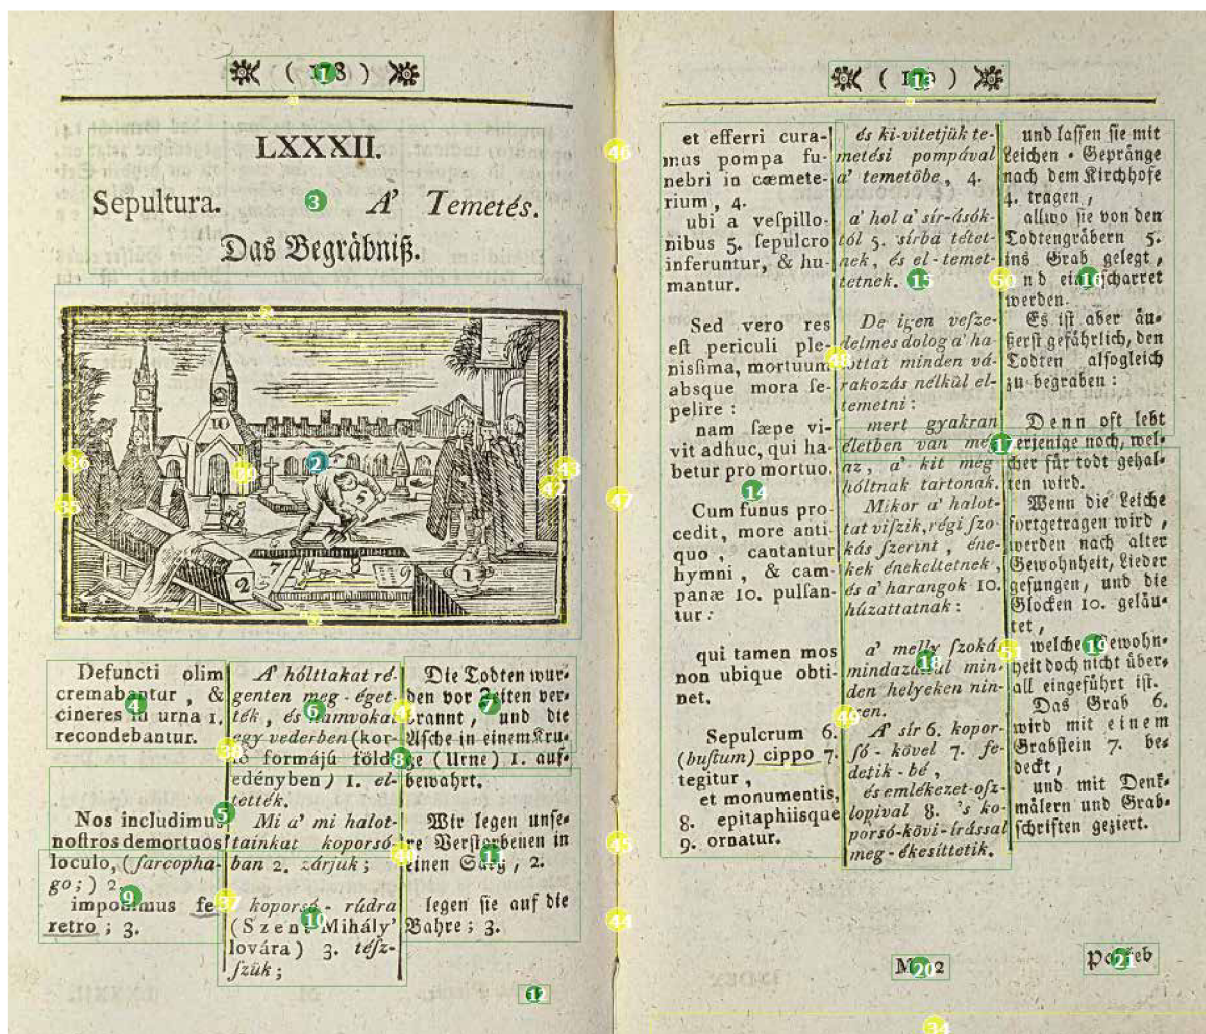 LXXXII.
Sepultura. A' Temetés.
Das Begräbniß.
Defuncti olim
cremabantur, &
cineres in urna 1.
recondebantur.
Nos includimus
noſtros demortuos
loculo, (ſarcopha-
go;) 2.
imponimus fe-
retro; 3.
A' hólttakat ré-
genten meg-éget-
ték, és hamvokat
egy vederben (kor-
só formájú föld
edényben) 1. el-
tették.
Mi a' mi halot-
tainkat koporsó-
ban 2. zárjuk;
koporsó-rúdra
(Szent Mihály'
lovára) 3. téſz-
ſzük;
Die Todten wur-
den vor Zeiten ver-
brannt, und die
Aſche in einem Kru-
ge (Urne) 1. auf-
bewahrt.
Wir legen unſe-
re Verſtorbenen in
einen Sarg, 2.
legen ſie auf die
Bahre; 3.
et efferri cura-
mus pompa fu-
nebri in cæmete-
rium, 4.
ubi a veſpillo-
nibus 5. ſepulcro
inferuntur, & hu-
mantur.
Sed vero res
eſt periculi ple-
niſſima, mortuum
absque mora ſe-
pelire:
nam ſæpe vi-
vit adhuc, qui ha-
betur pro mortuo.
Cum funus pro-
cedit, more anti-
quo, cantantur
hymni, & cam-
panæ 10. pulſan-
tur:
qui tamen mos
non ubique obti-
net.
Sepulcrum 6.
(buſtum) cippo 7.
tegitur,
et monumentis,
8. epitaphiisque
9. ornatur.
és ki-vitetjük te-
metési pompával
a' temetöbe, 4.
a' hol a' sír-ásók-
tól 5. sírba tétet-
nek, és el-temet-
tetnek.
De igen veſze-
delmes dolog a' ha-
lottat minden vá-
rakozás nélkül el-
temetni:
mert gyakran
életben van még
az, a' kit meg
hóltnak tartonak.
Mikor a' halot-
tat viſzik, régi ſzo-
kás ſzerint, éne-
kek énekeltetnek,
és a' harangok 10.
húzattatnak:
a' melly ſzokás
mindazáltal min-
den helyeken nin-
csen.
A' sír 6. kopor-
só-kövel 7. fe-
detik-bé,
és emlékezet-oſz-
lopival 8. 's ko-
porsó-kövi-írással
meg-ékesíttetik.
und laſſen ſie mit
Leichen-Gepränge
nach dem Kirchhofe
4. tragen,
allwo ſie von den
Todtengräbern 5.
ins Grab gelegt,
und eingeſcharret
werden.
Es iſt aber äu-
ßerſt gefährlich, den
Todten alſogleich
zu begraben:
Denn oft lebt
derjenige noch, wel-
cher für todt gehal-
ten wird.
Wenn die Leiche
fortgetragen wird,
werden nach alter
Gewohnheit, Lieder
geſungen, und die
Glocken 10. geläu-
tet,
welche Gewohn-
heit doch nicht über-
all eingeführt iſt.
Das Grab 6.
wird mit einem
Grabſtein 7. be-
deckt,
und mit Denk-
mälern und Grab-
ſchriften geziert.